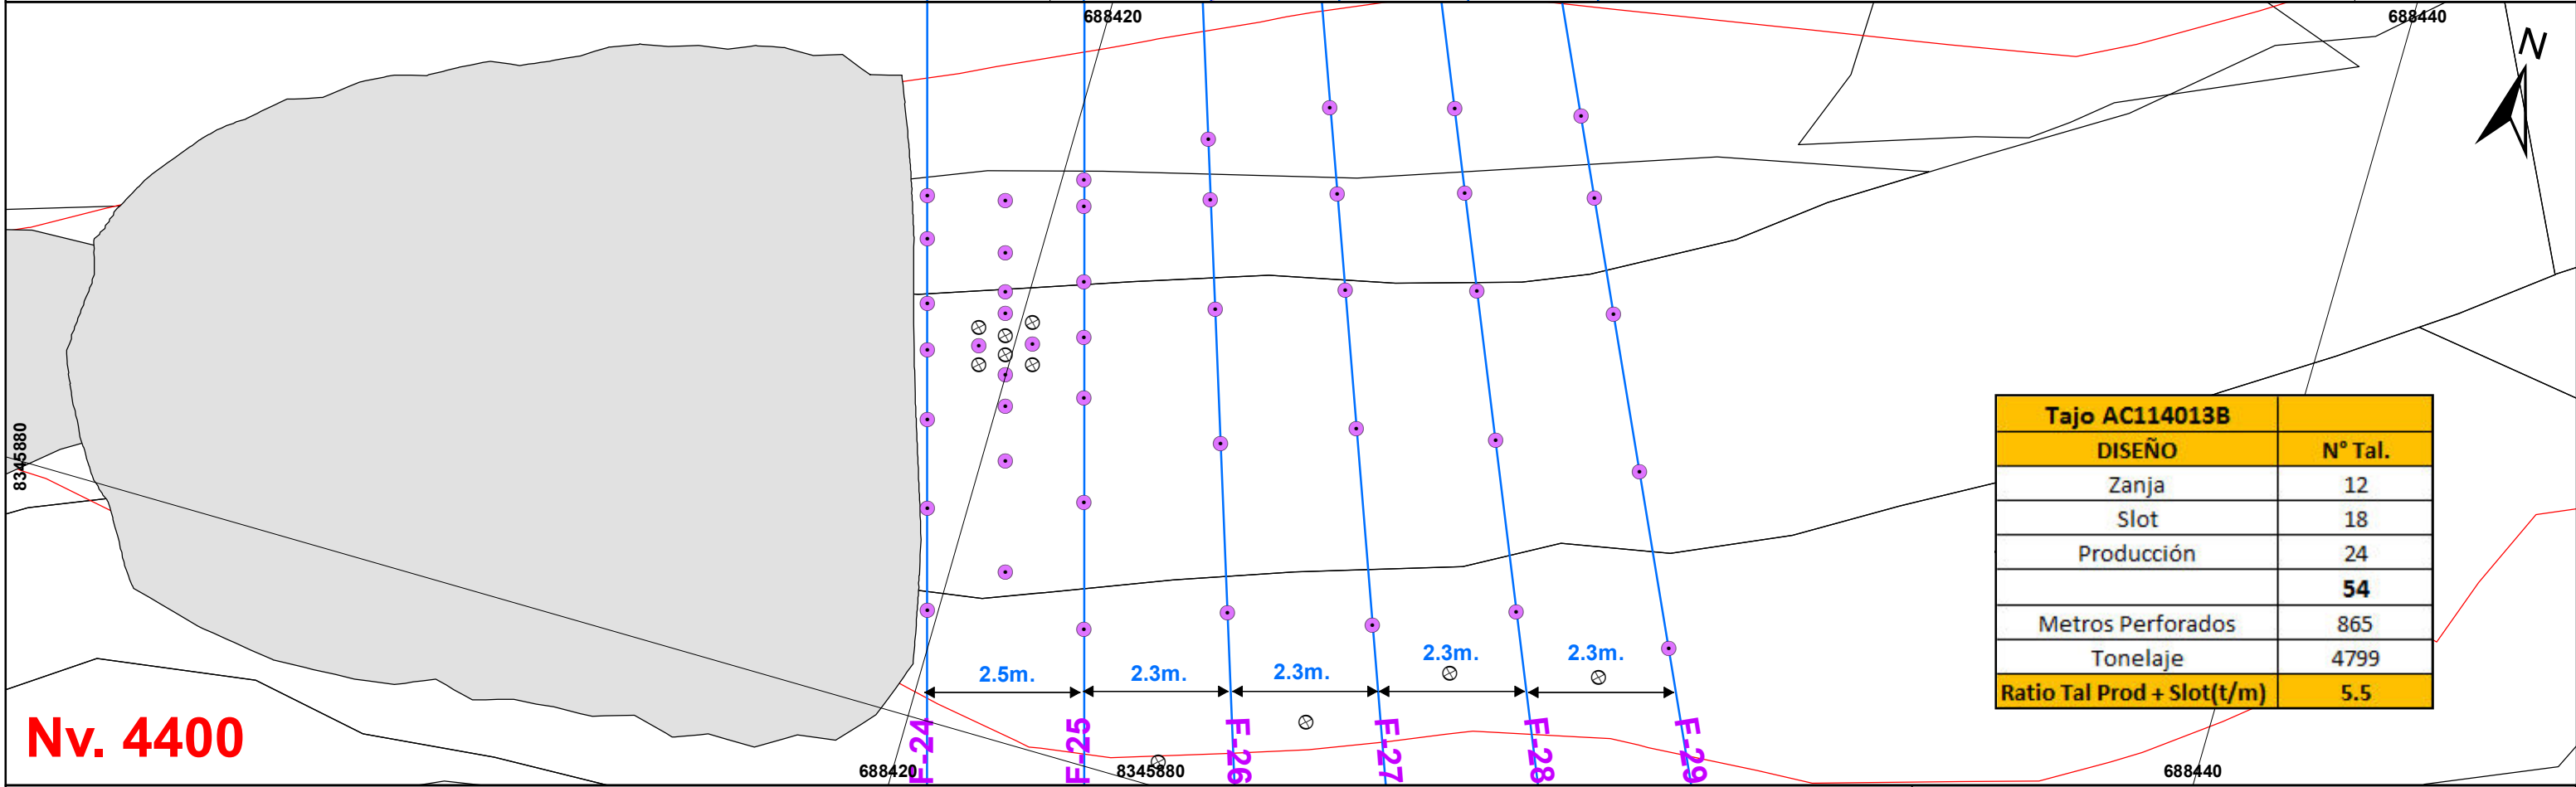 688420
688440
N
8345880
Tajo AC114013B
DISEÑO N° Tal.
Zanja 12
Slot 18
Producción 24
54
Metros Perforados 865
Tonelaje 4799
Ratio Tal Prod + Slot(t/m) 5.5
2.5m.
2.3m.
2.3m.
2.3m.
2.3m.
Nv. 4400
F-24
F-25
F-26
F-27
F-28
F-29
688420
8345880
688440